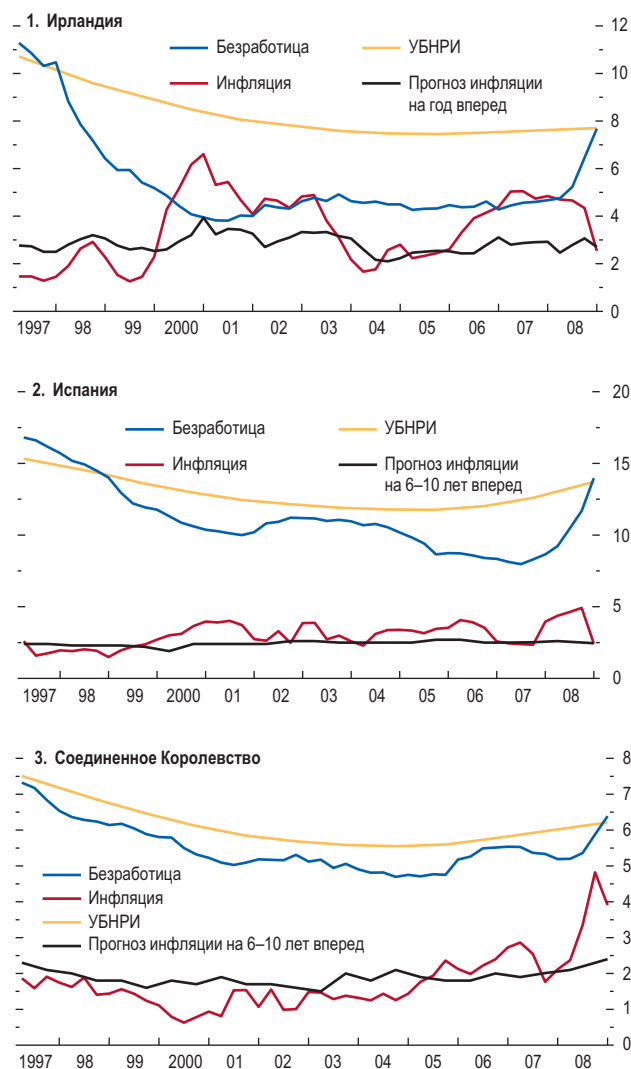 1. Ирландия
Безработица
УБНРИ
Инфляция
Прогноз инфляции
на год вперед
12
10
8
6
4
2
0
1997 98 99 2000 01 02 03 04 05 06 07 08
2. Испания
Безработица
УБНРИ
Инфляция
Прогноз инфляции
на 6–10 лет вперед
20
15
10
5
0
1997 98 99 2000 01 02 03 04 05 06 07 08
3. Соединенное Королевство
Безработица
Инфляция
УБНРИ
Прогноз инфляции на 6–10 лет вперед
8
7
6
5
4
3
2
1
0
1997 98 99 2000 01 02 03 04 05 06 07 08